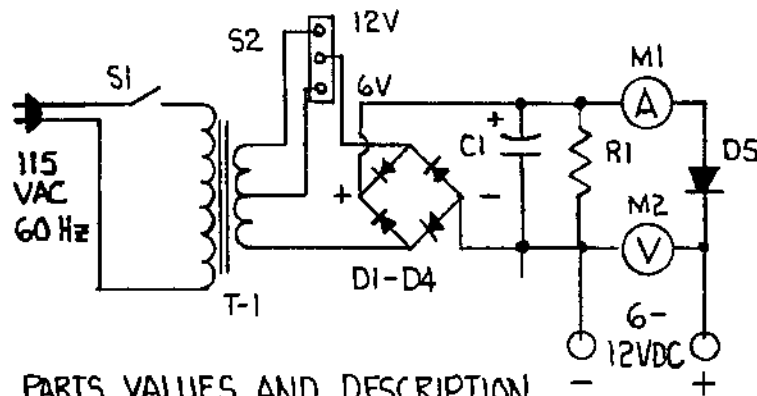 S2
12V
S1
6V
M1
A
+
C1
R1
D5
115
VAC
60 Hz
+
-
M2
V
D1-D4
T-1
6-
12VDC
-
+
PARTS VALUES AND DESCRIPTION